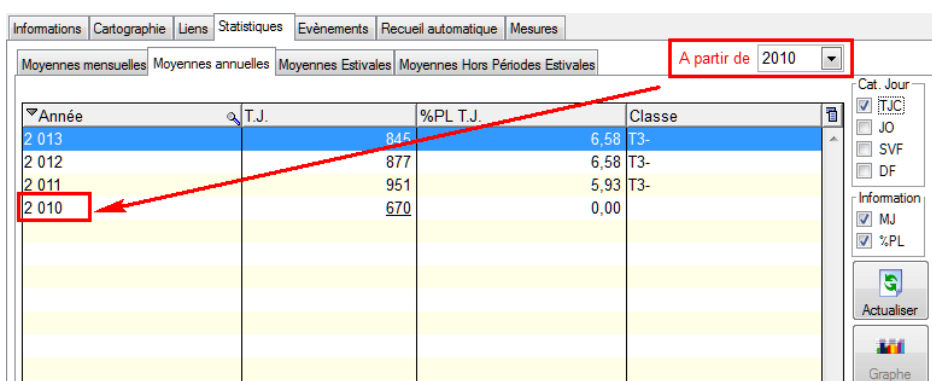 Informations Cartographie Liens Statistiques Evènements Recueil automatique Mesures
Moyennes mensuelles Moyennes annuelles Moyennes Estivales Moyennes Hors Périodes Estivales
A partir de 2010
Année T.J. %PL T.J. Classe
2 013 845 6,58 T3-
2 012 877 6,58 T3-
2 011 951 5,93 T3-
2 010 670 0,00
Cat. Jour
TJC
JO
SVF
DF
Information
MJ
%PL
Actualiser
Graphe